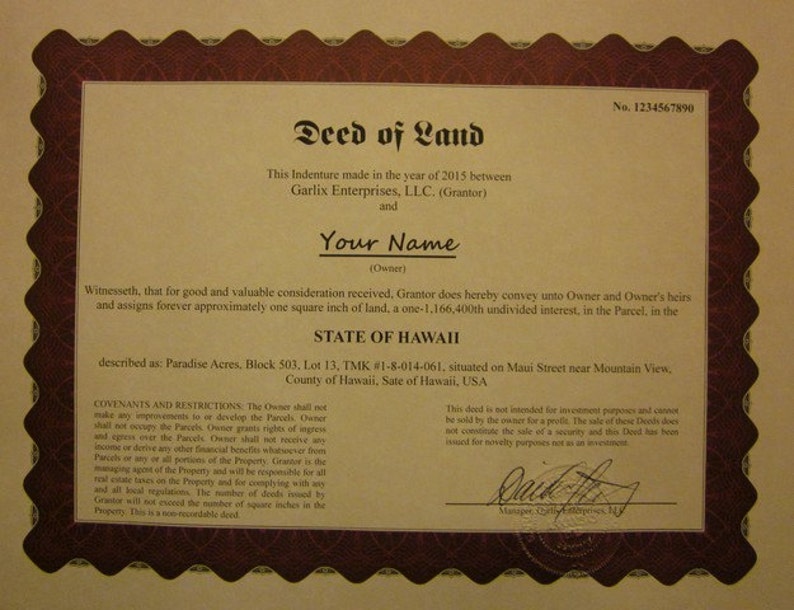 No. 1234567890
Deed of Land
This Indenture made in the year of 2015 between
Garlix Enterprises, LLC. (Grantor)
and
Your Name
(Owner)
Witnesseth, that for good and valuable consideration received, Grantor does hereby convey unto Owner and Owner's heirs
and assigns forever approximately one square inch of land, a one-1,166,400th undivided interest, in the Parcel, in the
STATE OF HAWAII
described as: Paradise Acres, Block 503, Lot 13, TMK #1-8-014-061, situated on Maui Street near Mountain View,
County of Hawaii, Sate of Hawaii, USA
COVENANTS AND RESTRICTIONS: The Owner shall not
make any improvements to or develop the Parcels. Owner
shall not occupy the Parcels. Owner grants rights of ingress
and egress over the Parcels. Owner shall not receive any
income or derive any other financial benefits whatsoever from
Parcels or any or all portions of the Property. Grantor is the
managing agent of the Property and will be responsible for all
real estate taxes on the Property and for complying with any
and all local regulations. The number of deeds issued by
Grantor will not exceed the number of square inches in the
Property. This is a non-recordable deed.
This deed is not intended for investment purposes and cannot
be sold by the owner for a profit. The sale of these Deeds does
not constitute the sale of a security and this Deed has been
issued for novelty purposes not as an investment.
Manager, Enterprises,